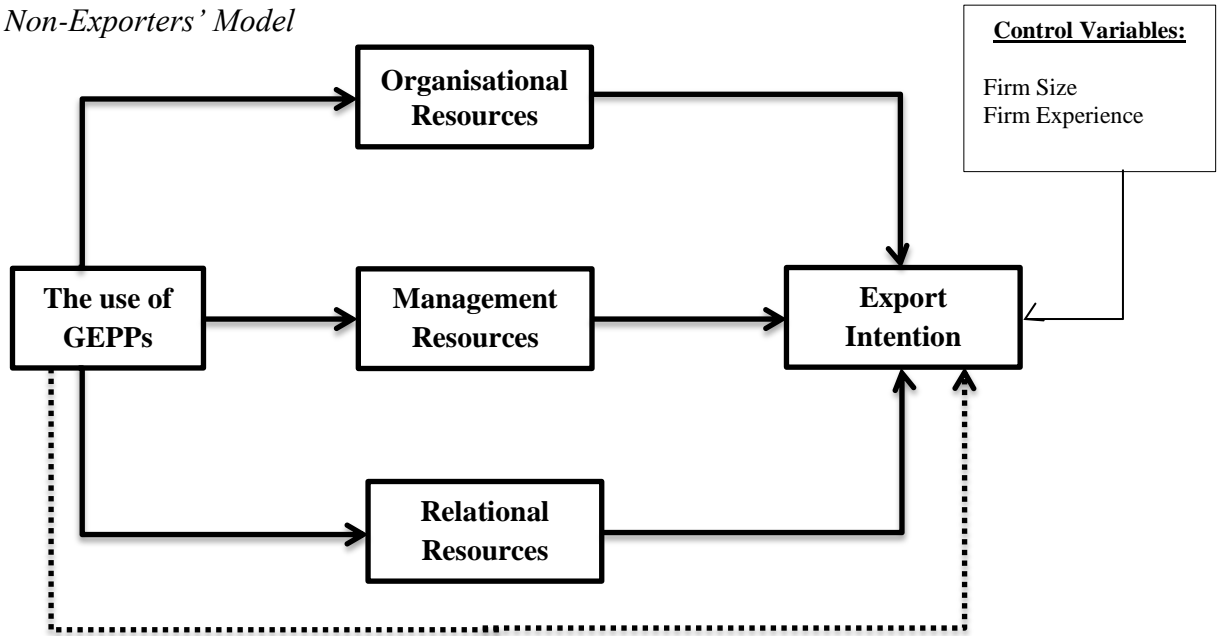 Non-Exporters’ Model
Control Variables:
Firm Size
Firm Experience
Organisational
Resources
The use of
GEPPs
Management
Resources
Export
Intention
Relational
Resources